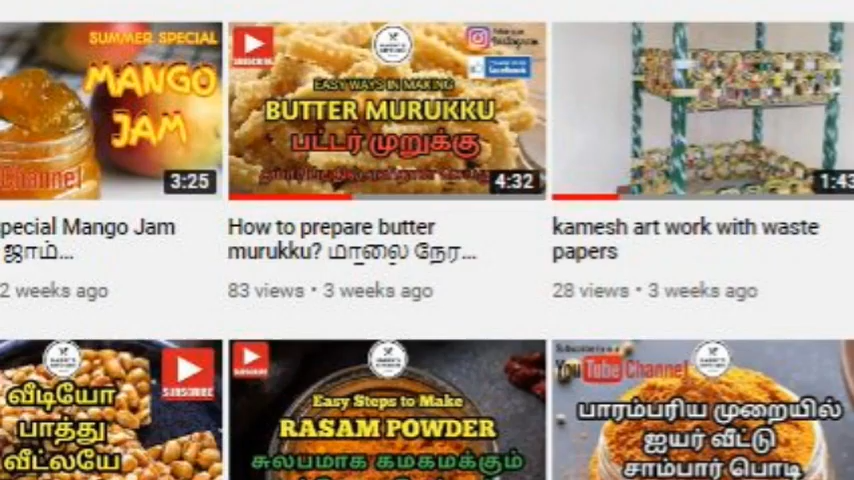 SUMMER SPECIAL
MANGO
JAM
Channel
3:25
SUBSCRIBE
EASY WAYS IN MAKING
BUTTER MURUKKU
பட்டர் முறுக்கு
4:32
1:43
pecial Mango Jam
ஜாம்...
2 weeks ago
How to prepare butter
murukku? மாலை நேர...
83 views • 3 weeks ago
kamesh art work with waste
papers
28 views • 3 weeks ago
SUBSCRIBE
வீடியோ
பாத்து
வீட்லயே
Easy Steps to Make
RASAM POWDER
சுலபமாக கமகமக்கும்
YouTube Channel
பாரம்பரிய முறையில்
ஐயர் வீட்டு
சாம்பார் பொடி